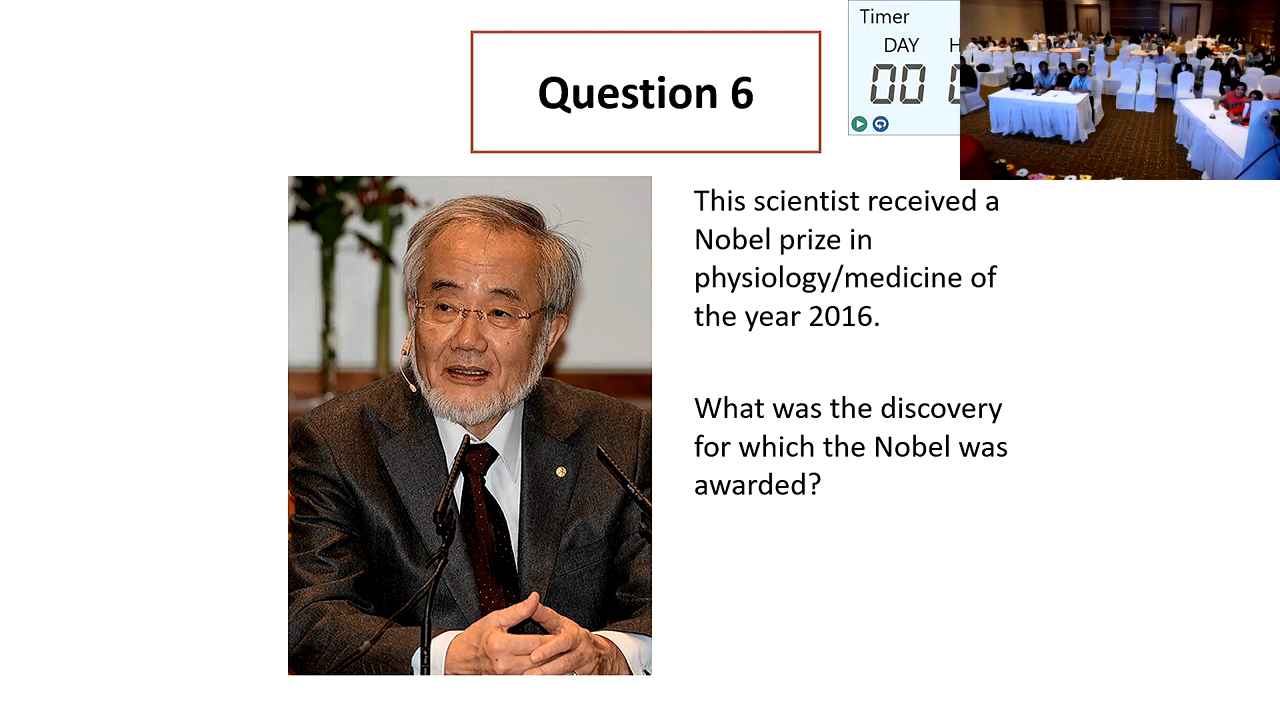 Timer
DAY
H
00
Question 6
This scientist received a
Nobel prize in
physiology/medicine of
the year 2016.
What was the discovery
for which the Nobel was
awarded?